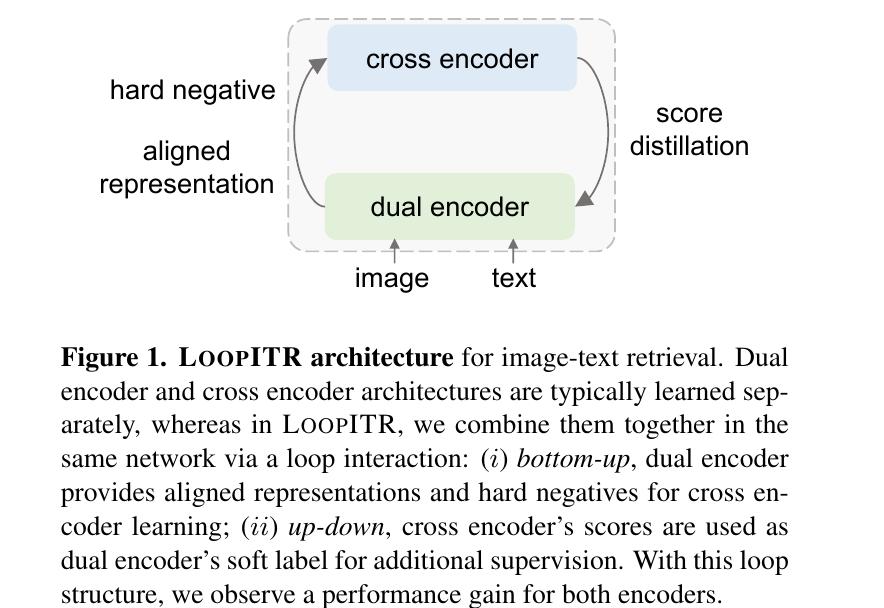 cross encoder
hard negative
score
distillation
aligned
representation
dual encoder
image text
Figure 1. LOOPITR architecture for image-text retrieval. Dual
encoder and cross encoder architectures are typically learned sep-
arately, whereas in LOOPITR, we combine them together in the
same network via a loop interaction: (i) bottom-up, dual encoder
provides aligned representations and hard negatives for cross en-
coder learning; (ii) up-down, cross encoder's scores are used as
dual encoder's soft label for additional supervision. With this loop
structure, we observe a performance gain for both encoders.